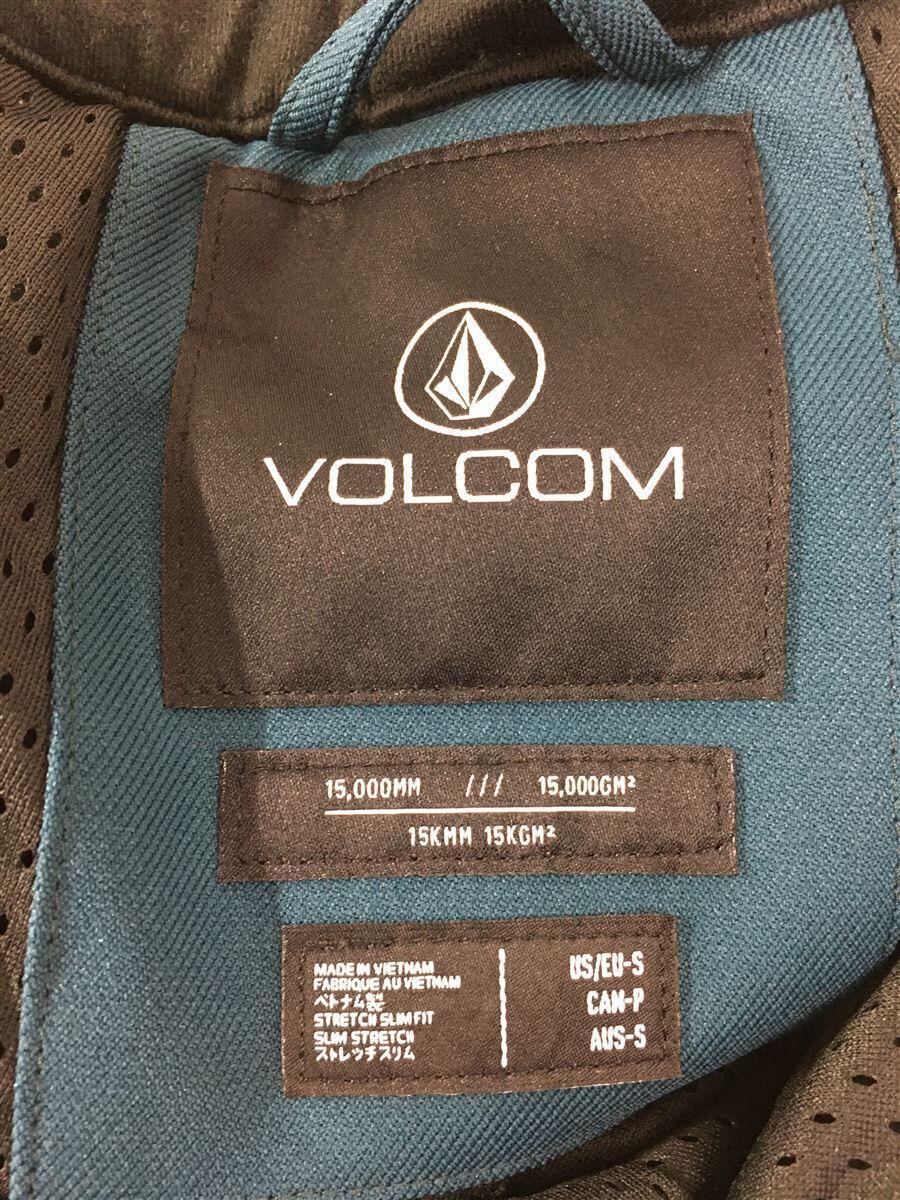 VOLCOM
15,000MM /// 15,000GM²
15KMM 15KGM²
MADE IN VIETNAM
FABRIQUE AU VIETNAM
ベトナム製
STRETCH SLIM FIT
SLIM STRETCH
ストレッチスリム
US/EU-S
CAN-P
AUS-S